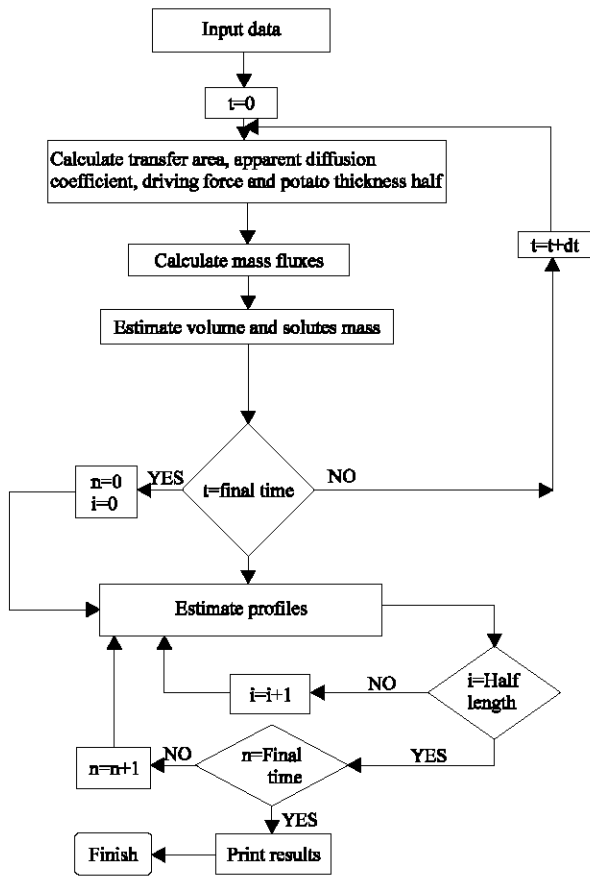 Input data
t=0
Calculate transfer area, apparent diffusion
coefficient, driving force and potato thickness half
t=t+dt
Calculate mass fluxes
Estimate volume and solutes mass
n=0
i=0
YES
t=final time
NO
Estimate profiles
i=i+1
NO
i=Half
length
n=n+1
NO
n=Final
time
YES
YES
Finish
Print results